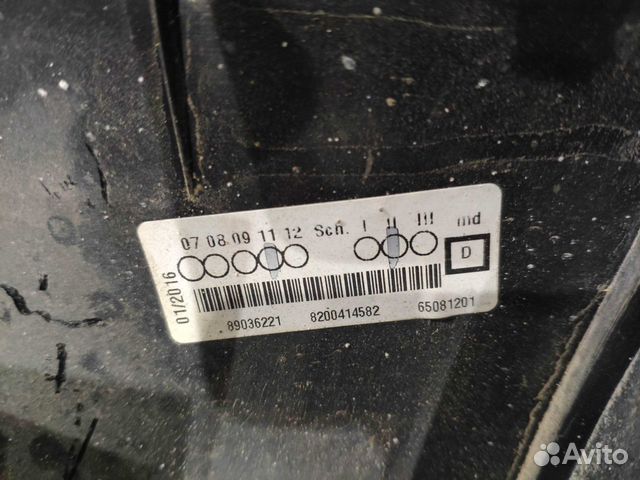 07 08 09 11 12 Sch. I II III ind
D
01/2016
89036221 8200414582 65081201
Avito